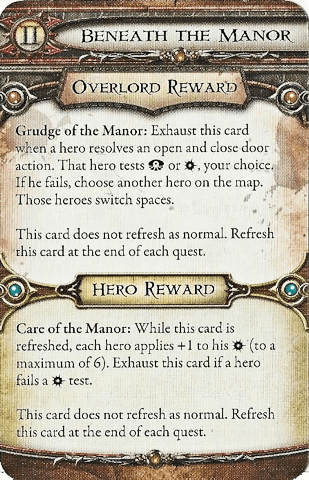 II
BENEATH THE MANOR
OVERLORD REWARD
Grudge of the Manor: Exhaust this card
when a hero resolves an open and close door
action. That hero tests or , your choice.
If he fails, choose another hero on the map.
Those heroes switch spaces.
This card does not refresh as normal. Refresh
this card at the end of each quest.
HERO REWARD
Care of the Manor: While this card is
refreshed, each hero applies +1 to his (to a
maximum of 6). Exhaust this card if a hero
fails a test.
This card does not refresh as normal. Refresh
this card at the end of each quest.